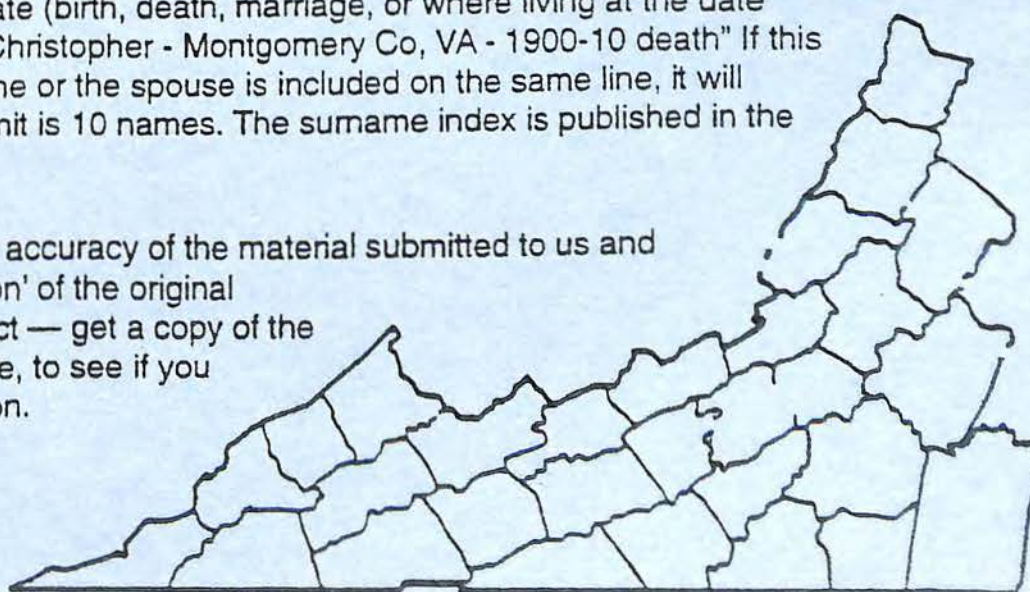 ate (birth, death, marriage, or where living at the date
Christopher - Montgomery Co, VA - 1900-10 death" If this
ne or the spouse is included on the same line, it will
nit is 10 names. The surname index is published in the
accuracy of the material submitted to us and
on' of the original
ct — get a copy of the
e, to see if you
on.